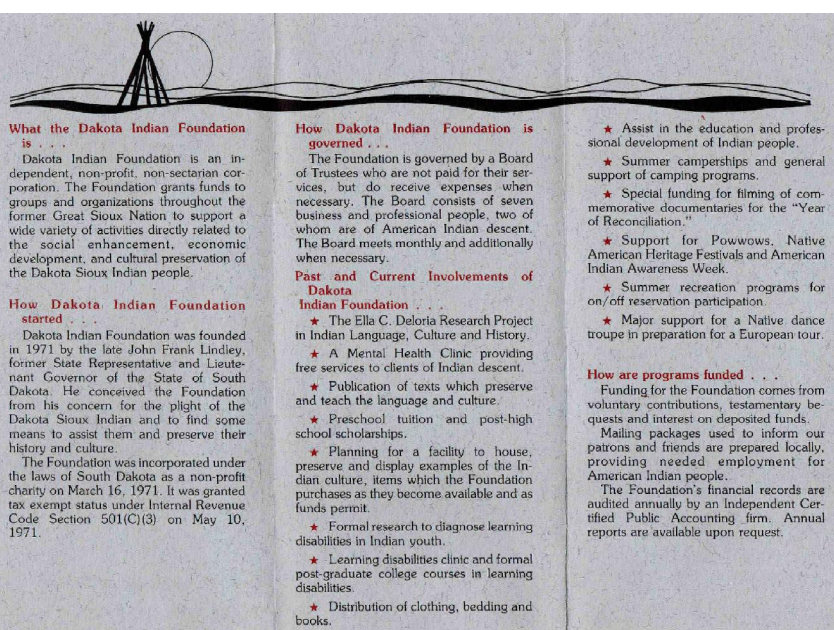 What the Dakota Indian Foundation
is . . .
Dakota Indian Foundation is an in-
dependent, non-profit, non-sectarian cor-
poration. The Foundation grants funds to
groups and organizations throughout the
former Great Sioux Nation to support a
wide variety of activities directly related to
the social enhancement, economic
development, and cultural preservation of
the Dakota Sioux Indian people.
How Dakota Indian Foundation
started . . .
Dakota Indian Foundation was founded
in 1971 by the late John Frank Lindley,
former State Representative and Lieute-
nant Governor of the State of South
Dakota. He conceived the Foundation
from his concern for the plight of the
Dakota Sioux Indian and to find some
means to assist them and preserve their
history and culture.
The Foundation was incorporated under
the laws of South Dakota as a non-profit
charity on March 16, 1971. It was granted
tax exempt status under Internal Revenue
Code Section 501(C)(3) on May 10,
1971.
How Dakota Indian Foundation is
governed . . .
The Foundation is governed by a Board
of Trustees who are not paid for their ser-
vices, but do receive expenses when
necessary. The Board consists of seven
business and professional people, two of
whom are of American Indian descent.
The Board meets monthly and additionally
when necessary.
Past and Current Involvements of
Dakota
Indian Foundation . . .
★ The Ella C. Deloria Research Project
in Indian Language, Culture and History.
★ A Mental Health Clinic providing
free services to clients of Indian descent.
★ Publication of texts which preserve
and teach the language and culture.
★ Preschool tuition and post-high
school scholarships.
★ Planning for a facility to house,
preserve and display examples of the In-
dian culture, items which the Foundation
purchases as they become available and as
funds permit.
★ Formal research to diagnose learning
disabilities in Indian youth.
★ Learning disabilities clinic and formal
post-graduate college courses in learning
disabilities.
★ Distribution of clothing, bedding and
books.
★ Assist in the education and profes-
sional development of Indian people.
★ Summer camperships and general
support of camping programs.
★ Special funding for filming of com-
memorative documentaries for the "Year
of Reconciliation."
★ Support for Powwows, Native
American Heritage Festivals and American
Indian Awareness Week.
★ Summer recreation programs for
on/off reservation participation.
★ Major support for a Native dance
troupe in preparation for a European tour.
How are programs funded . . .
Funding for the Foundation comes from
voluntary contributions, testamentary be-
quests and interest on deposited funds.
Mailing packages used to inform our
patrons and friends are prepared locally,
providing needed employment for
American Indian people.
The Foundation's financial records are
audited annually by an Independent Cer-
tified Public Accounting firm. Annual
reports are available upon request.